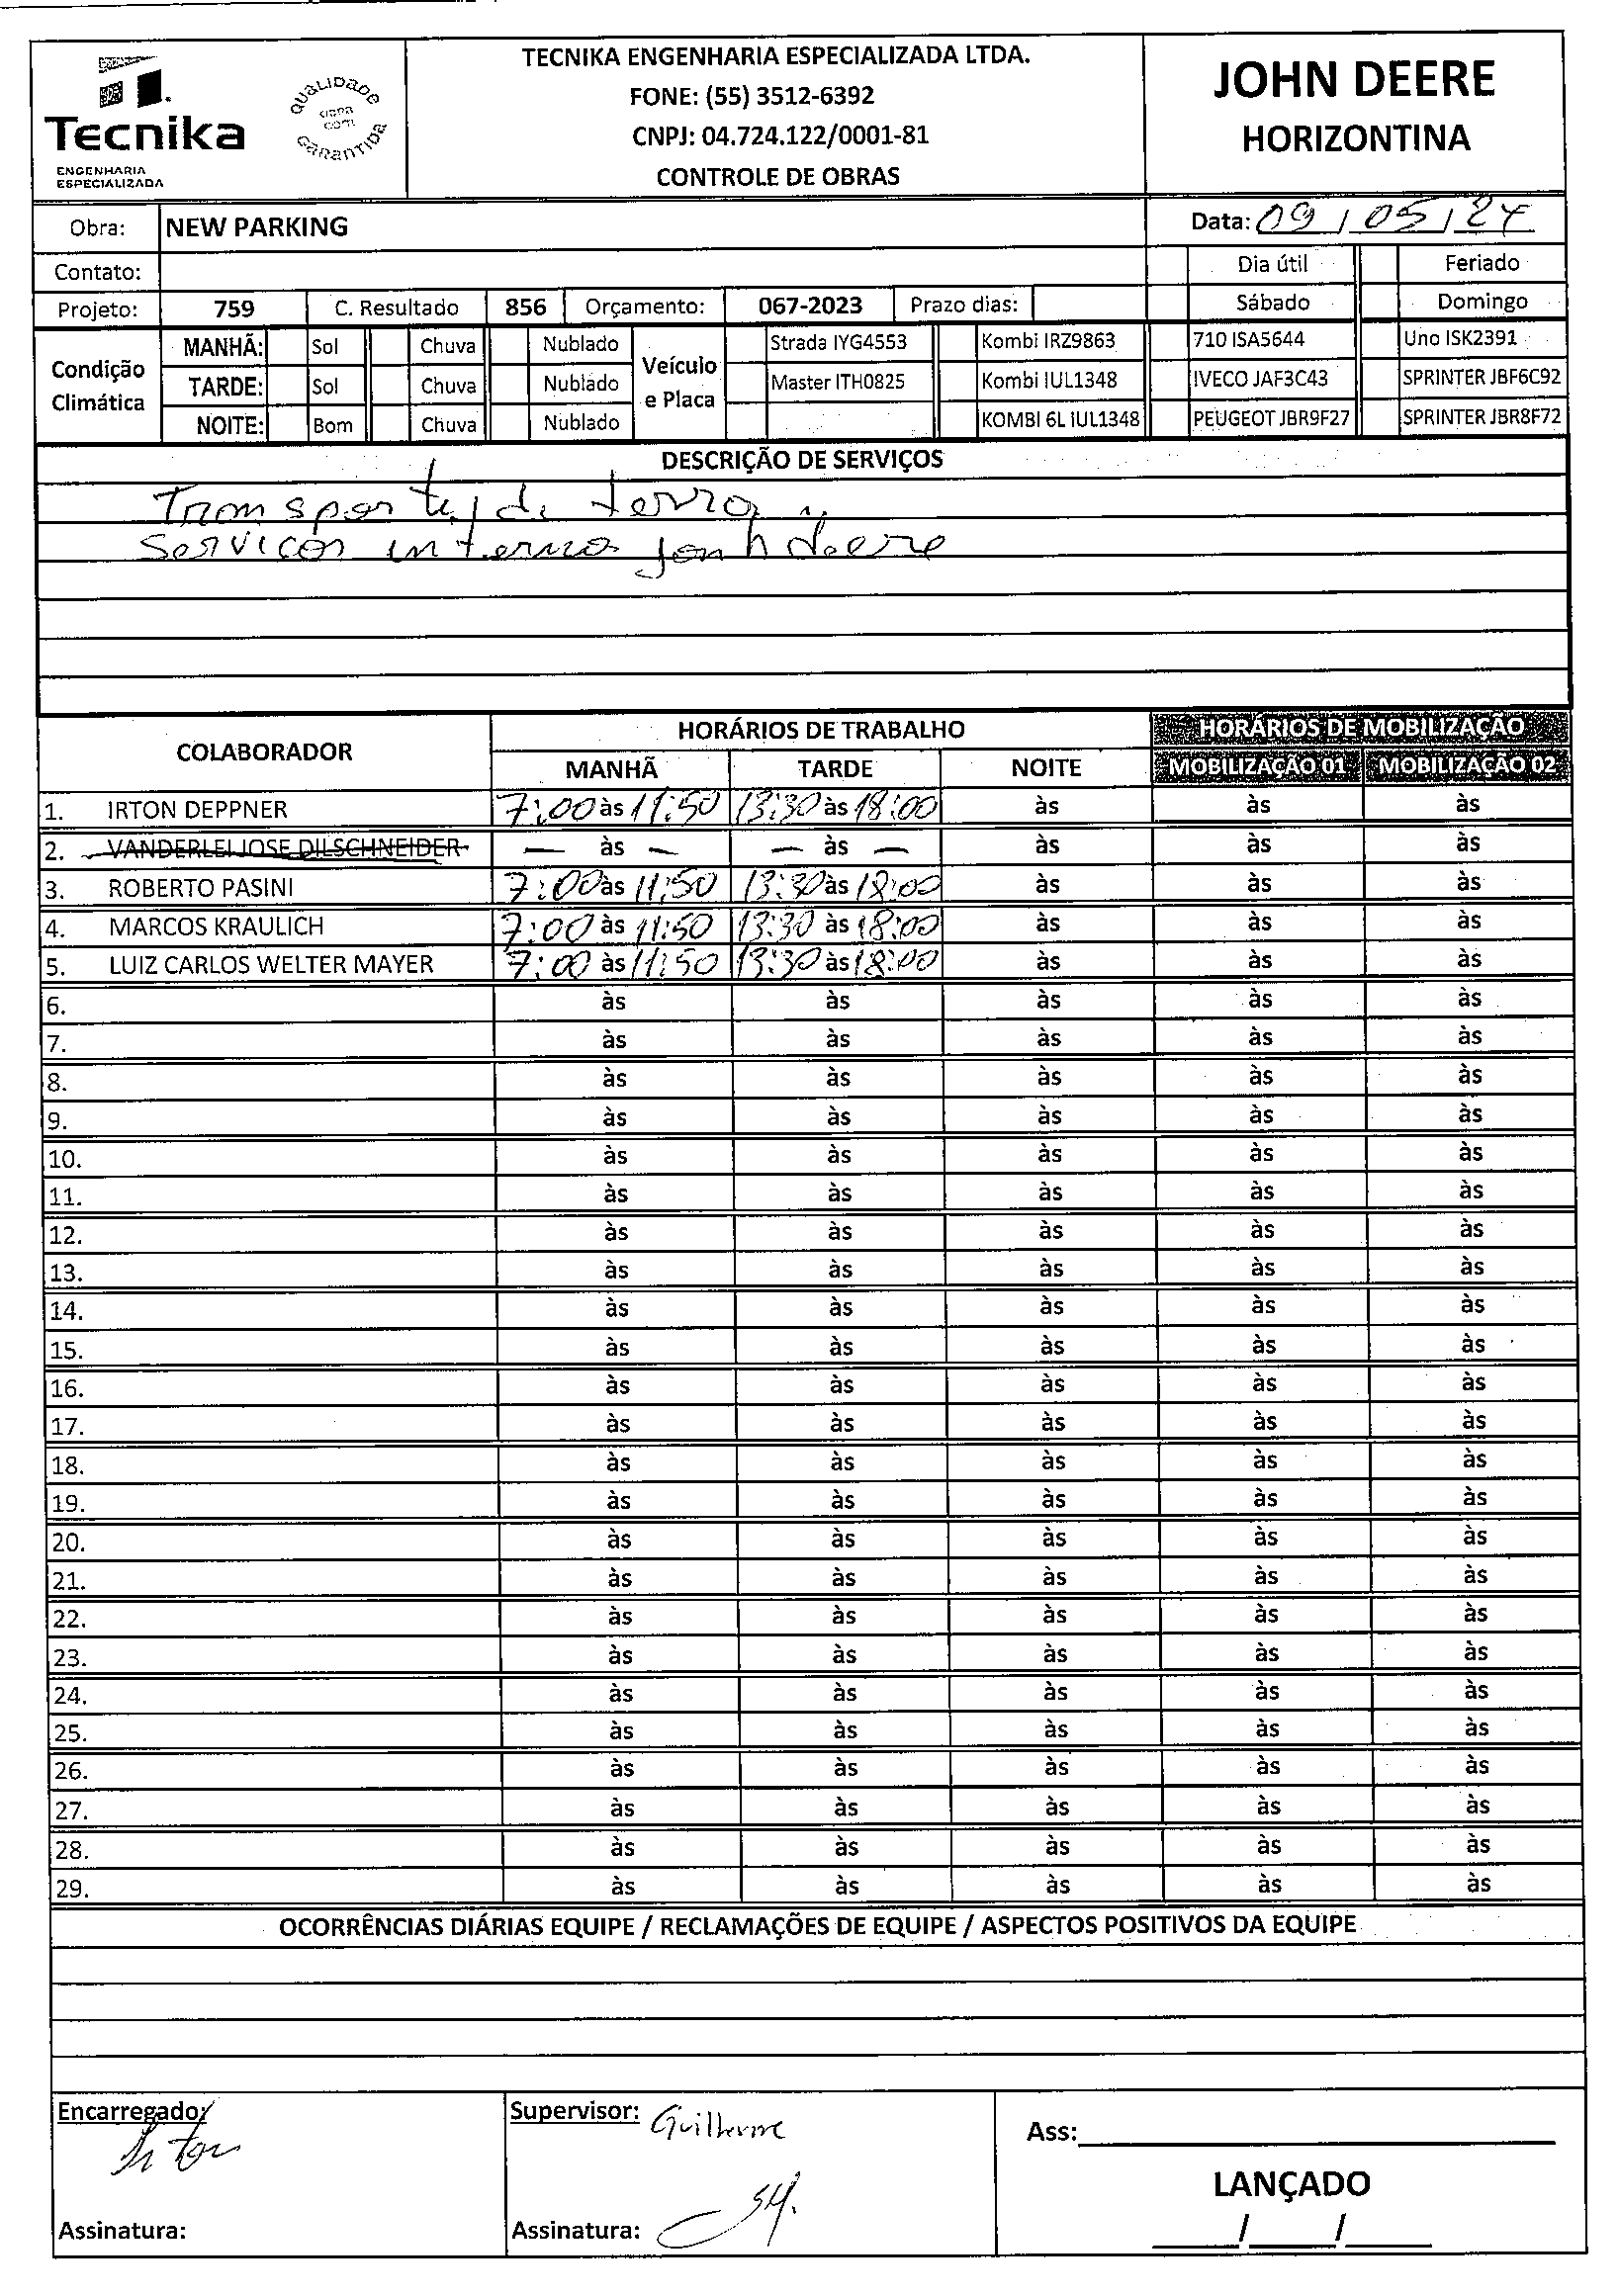 TECNIKA ENGENHARIA ESPECIALIZADA LTDA.
FONE: (55) 3512-6392
CNPJ: 04.724.122/0001-81
CONTROLE DE OBRAS
Tecnika
ENGENHARIA
ESPECIALIZADA
QUALIDADE
COM
GARANTIDA
JOHN DEERE
HORIZONTINA
Obra: NEW PARKING
Data: 09/05/24
Contato:
Dia útil Feriado
Projeto: 759 C. Resultado 856 Orçamento: 067-2023 Prazo dias: Sábado Domingo
Condição Climática
MANHÃ: Sol Chuva Nublado
TARDE: Sol Chuva Nublado
NOITE: Bom Chuva Nublado
Veículo e Placa
Strada IYG4553 Kombi IRZ9863 710 ISA5644 Uno ISK2391
Master ITH0825 Kombi IUL1348 IVECO JAF3C43 SPRINTER JBF6C92
KOMBI 6L IUL1348 PEUGEOT JBR9F27 SPRINTER JBR8F72
DESCRIÇÃO DE SERVIÇOS
Transporte de terra
Servicos internos jonh deere
COLABORADOR HORÁRIOS DE TRABALHO HORÁRIOS DE MOBILIZAÇÃO
MANHÃ TARDE NOITE MOBILIZAÇÃO 01 MOBILIZAÇÃO 02
1. IRTON DEPPNER 7:00 às 11:50 13:30 às 18:00 às às às
2. VANDERLEI JOSE DILSCHNEIDER — às — — às — às às às
3. ROBERTO PASINI 7:00 às 11:50 13:30 às 18:00 às às às
4. MARCOS KRAULICH 7:00 às 11:50 13:30 às 18:00 às às às
5. LUIZ CARLOS WELTER MAYER 7:00 às 11:50 13:30 às 18:00 às às às
6. às às às às às
7. às às às às às
8. às às às às às
9. às às às às às
10. às às às às às
11. às às às às às
12. às às às às às
13. às às às às às
14. às às às às às
15. às às às às às
16. às às às às às
17. às às às às às
18. às às às às às
19. às às às às às
20. às às às às às
21. às às às às às
22. às às às às às
23. às às às às às
24. às às às às às
25. às às às às às
26. às às às às às
27. às às às às às
28. às às às às às
29. às às às às às
OCORRÊNCIAS DIÁRIAS EQUIPE / RECLAMAÇÕES DE EQUIPE / ASPECTOS POSITIVOS DA EQUIPE
Encarregado: Irton
Supervisor: Guilherme
Ass:
LANÇADO
Assinatura:
Assinatura:
/ /